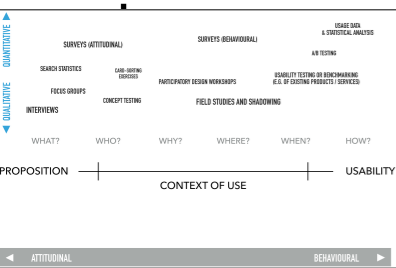 QUANTITATIVE
QUALITATIVE
USAGE DATA
& STATISTICAL ANALYSIS
SURVEYS (ATTITUDINAL)
SURVEYS (BEHAVIOURAL)
A/B TESTING
SEARCH STATISTICS
CARD-SORTING
EXERCISES
PARTICIPATORY DESIGN WORKSHOPS
USABILITY TESTING OR BENCHMARKING
(E.G. OF EXISTING PRODUCTS / SERVICES)
FOCUS GROUPS
CONCEPT TESTING
FIELD STUDIES AND SHADOWING
INTERVIEWS
WHAT? WHO? WHY? WHERE? WHEN? HOW?
PROPOSITION
USABILITY
CONTEXT OF USE
ATTITUDINAL
BEHAVIOURAL